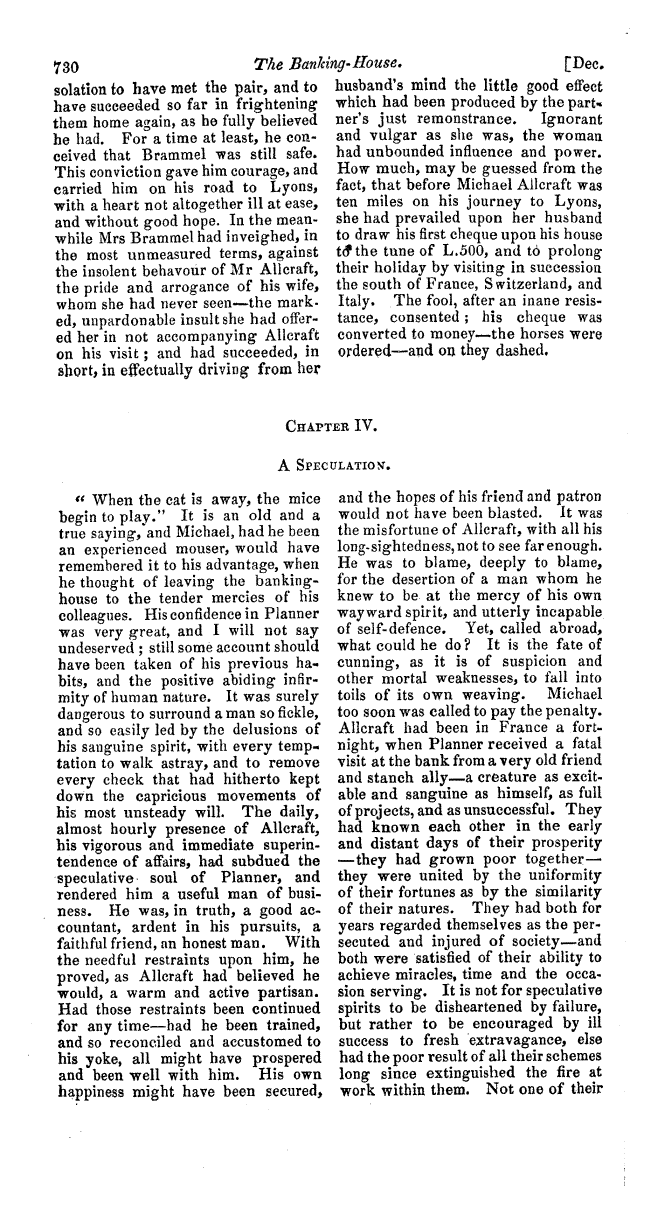 730
The Banking-House.
[Dec.
solation to have met the pair, and to
have succeeded so far in frightening
them home again, as he fully believed
he had. For a time at least, he con-
ceived that Brammel was still safe.
This conviction gave him courage, and
carried him on his road to Lyons,
with a heart not altogether ill at ease,
and without good hope. In the mean-
while Mrs Brammel had inveighed, in
the most unmeasured terms, against
the insolent behavour of Mr Allcraft,
the pride and arrogance of his wife,
whom she had never seen—the mark-
ed, unpardonable insult she had offer-
ed her in not accompanying Allcraft
on his visit; and had succeeded, in
short, in effectually driving from her
husband's mind the little good effect
which had been produced by the part-
ner's just remonstrance. Ignorant
and vulgar as she was, the woman
had unbounded influence and power.
How much, may be guessed from the
fact, that before Michael Allcraft was
ten miles on his journey to Lyons,
she had prevailed upon her husband
to draw his first cheque upon his house
to the tune of L.500, and to prolong
their holiday by visiting in succession
the south of France, Switzerland, and
Italy. The fool, after an inane resis-
tance, consented; his cheque was
converted to money—the horses were
ordered—and on they dashed.
Chapter IV.
A Speculation.
“ When the cat is away, the mice
begin to play.” It is an old and a
true saying, and Michael, had he been
an experienced mouser, would have
remembered it to his advantage, when
he thought of leaving the banking-
house to the tender mercies of his
colleagues. His confidence in Planner
was very great, and I will not say
undeserved; still some account should
have been taken of his previous ha-
bits, and the positive abiding infir-
mity of human nature. It was surely
dangerous to surround a man so fickle,
and so easily led by the delusions of
his sanguine spirit, with every temp-
tation to walk astray, and to remove
every check that had hitherto kept
down the capricious movements of
his most unsteady will. The daily,
almost hourly presence of Allcraft,
his vigorous and immediate superin-
tendence of affairs, had subdued the
speculative soul of Planner, and
rendered him a useful man of busi-
ness. He was, in truth, a good ac-
countant, ardent in his pursuits, a
faithful friend, an honest man. With
the needful restraints upon him, he
proved, as Allcraft had believed he
would, a warm and active partisan.
Had those restraints been continued
for any time—had he been trained,
and so reconciled and accustomed to
his yoke, all might have prospered
and been well with him. His own
happiness might have been secured,
and the hopes of his friend and patron
would not have been blasted. It was
the misfortune of Allcraft, with all his
long-sightedness, not to see far enough.
He was to blame, deeply to blame,
for the desertion of a man whom he
knew to be at the mercy of his own
wayward spirit, and utterly incapable
of self-defence. Yet, called abroad,
what could he do? It is the fate of
cunning, as it is of suspicion and
other mortal weaknesses, to fall into
toils of its own weaving. Michael
too soon was called to pay the penalty.
Allcraft had been in France a fort-
night, when Planner received a fatal
visit at the bank from a very old friend
and stanch ally—a creature as excit-
able and sanguine as himself, as full
of projects, and as unsuccessful. They
had known each other in the early
and distant days of their prosperity
—they had grown poor together—
they were united by the uniformity
of their fortunes as by the similarity
of their natures. They had both for
years regarded themselves as the per-
secuted and injured of society—and
both were satisfied of their ability to
achieve miracles, time and the occa-
sion serving. It is not for speculative
spirits to be disheartened by failure,
but rather to be encouraged by ill
success to fresh extravagance, else
had the poor result of all their schemes
long since extinguished the fire at
work within them. Not one of their